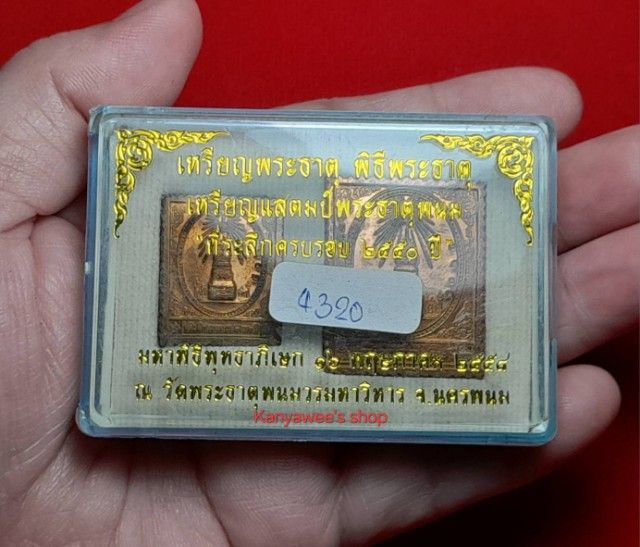 เหรียญพระธาตุ พิธีพระธาตุ
เหรียญแสตมป์พระธาตุพนม
"ที่ระลึกครบรอบ ๒๕๕๐ ปี"
4320
มหาพิธีพุทธาภิเษก ๑๖ พฤษภาคม ๒๕๕๘
ณ วัดพระธาตุพนมวรมหาวิหาร จ.นครพนม
Kanyawee's shop